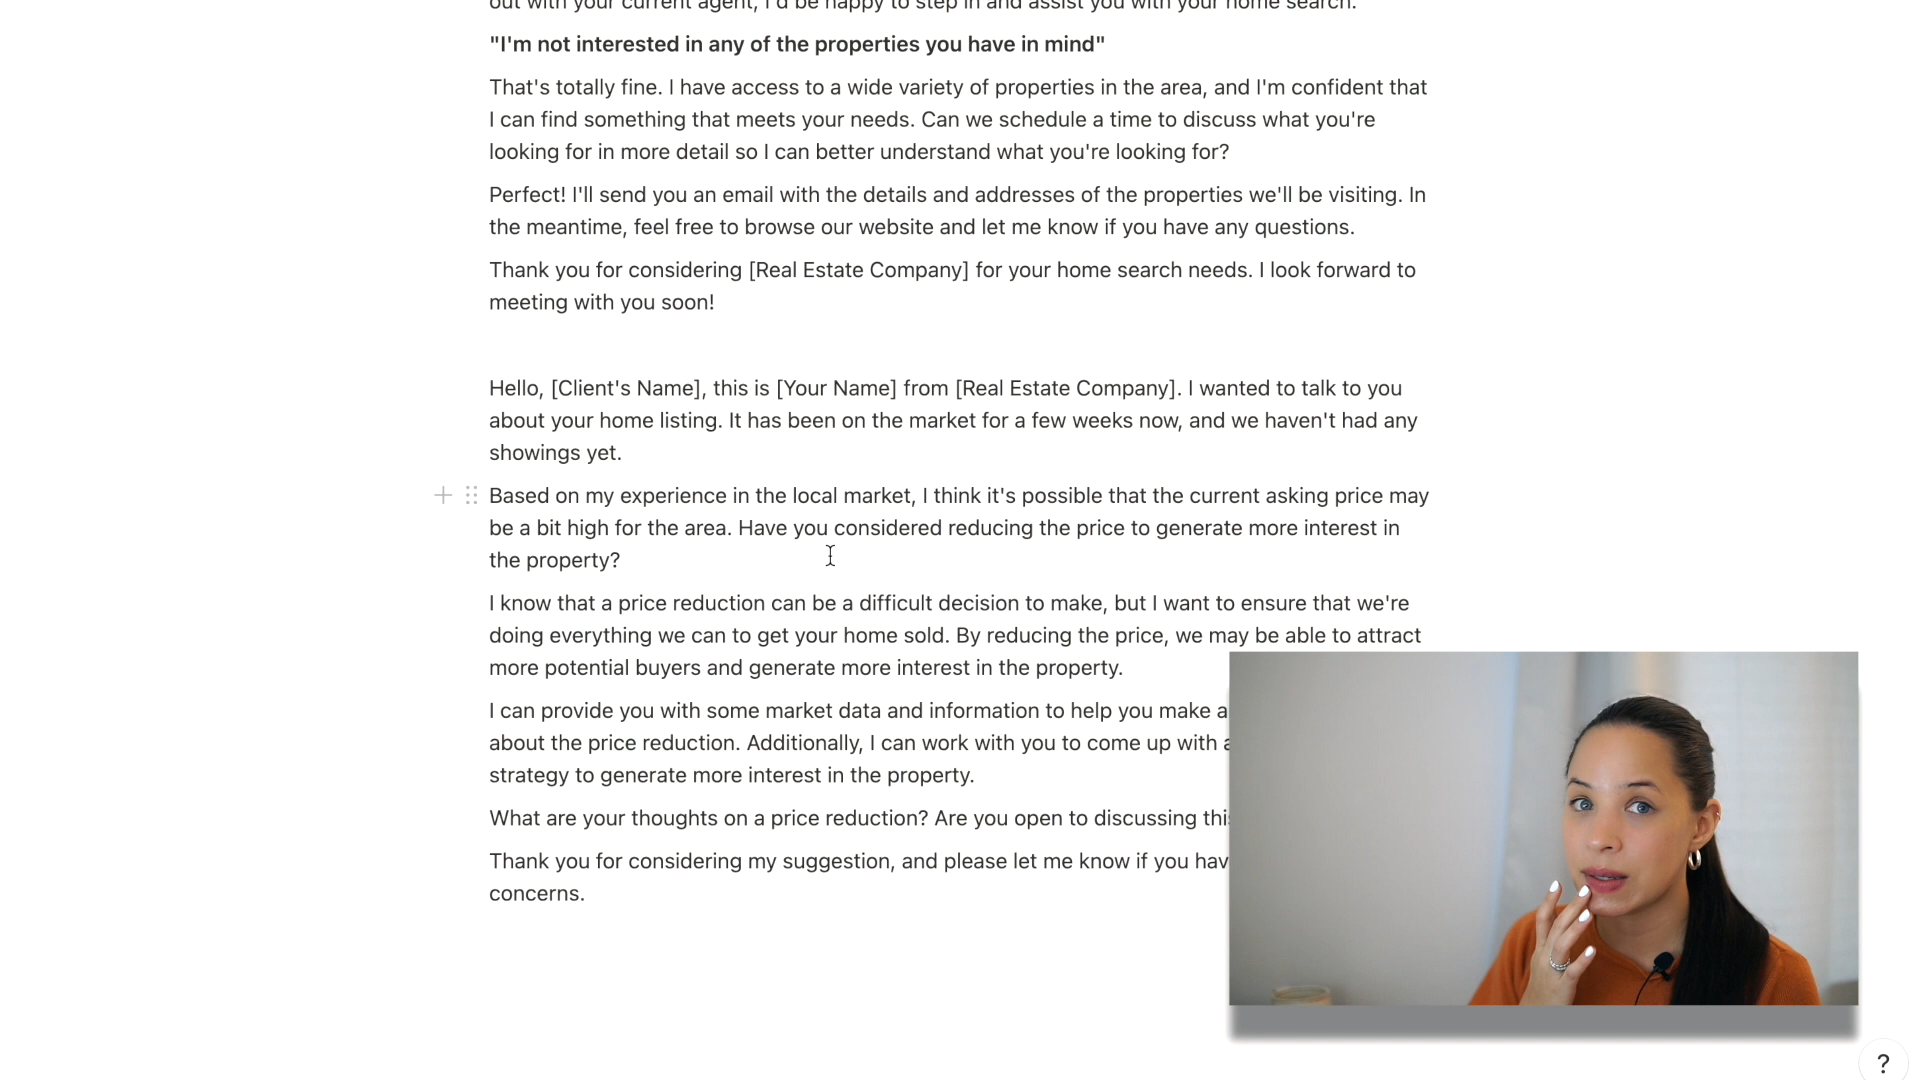 out with your current agent, I'd be happy to step in and assist you with your home search.
"I'm not interested in any of the properties you have in mind"
That's totally fine. I have access to a wide variety of properties in the area, and I'm confident that
I can find something that meets your needs. Can we schedule a time to discuss what you're
looking for in more detail so I can better understand what you're looking for?
Perfect! I'll send you an email with the details and addresses of the properties we'll be visiting. In
the meantime, feel free to browse our website and let me know if you have any questions.
Thank you for considering [Real Estate Company] for your home search needs. I look forward to
meeting with you soon!
Hello, [Client's Name], this is [Your Name] from [Real Estate Company]. I wanted to talk to you
about your home listing. It has been on the market for a few weeks now, and we haven't had any
showings yet.
Based on my experience in the local market, I think it's possible that the current asking price may
be a bit high for the area. Have you considered reducing the price to generate more interest in
the property?
I know that a price reduction can be a difficult decision to make, but I want to ensure that we're
doing everything we can to get your home sold. By reducing the price, we may be able to attract
more potential buyers and generate more interest in the property.
I can provide you with some market data and information to help you make a
about the price reduction. Additionally, I can work with you to come up with
strategy to generate more interest in the property.
What are your thoughts on a price reduction? Are you open to discussing
Thank you for considering my suggestion, and please let me know if you
concerns.
?